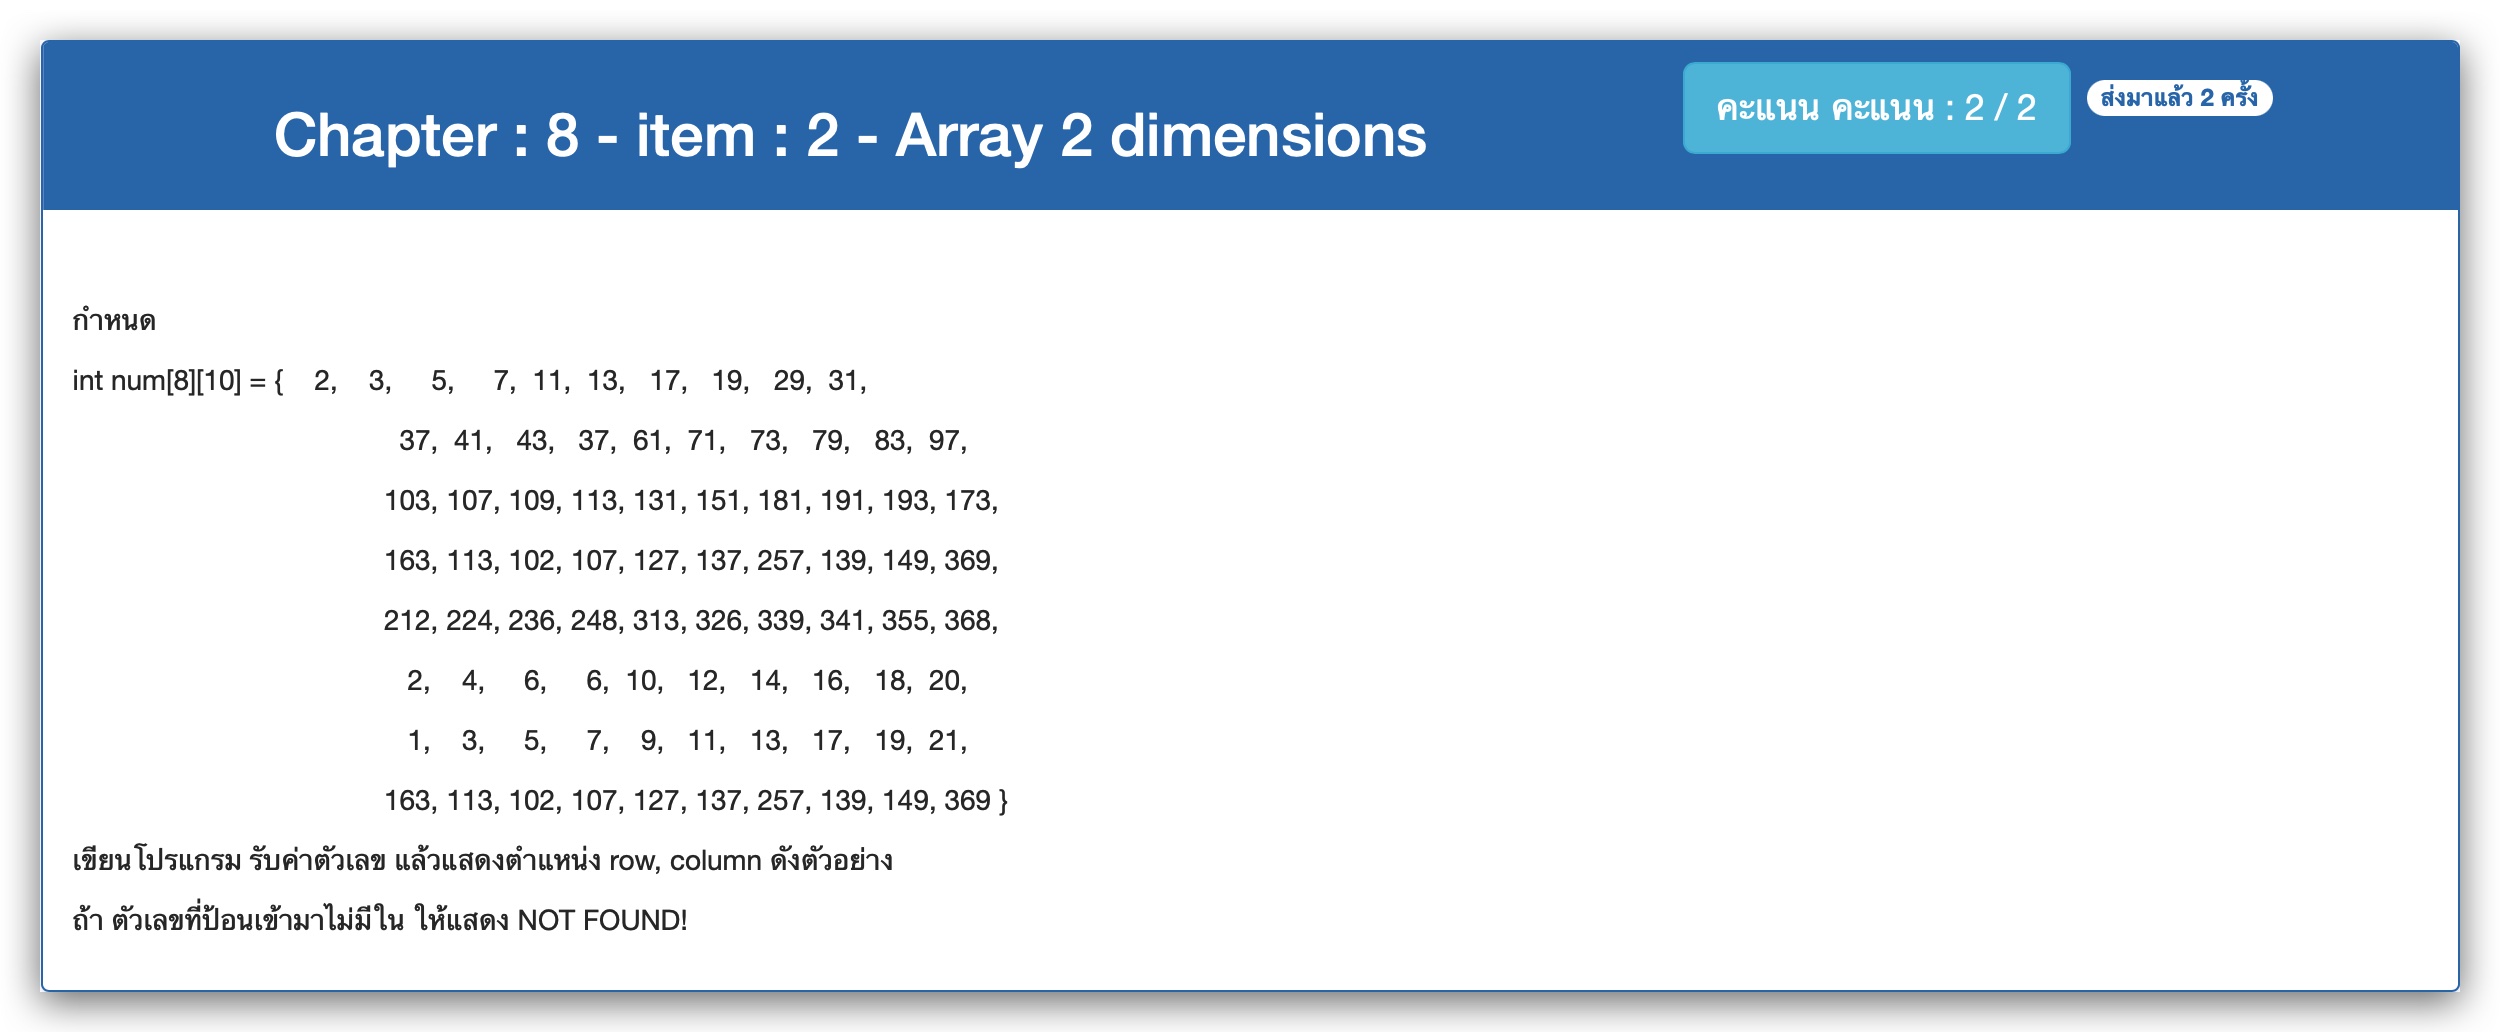 Chapter : 8 - item : 2 - Array 2 dimensions
คะแนน คะแนน : 2 / 2
ส่งมาแล้ว 2 ครั้ง
กำหนด
int num[8][10] = { 2, 3, 5, 7, 11, 13, 17, 19, 29, 31,
37, 41, 43, 37, 61, 71, 73, 79, 83, 97,
103, 107, 109, 113, 131, 151, 181, 191, 193, 173,
163, 113, 102, 107, 127, 137, 257, 139, 149, 369,
212, 224, 236, 248, 313, 326, 339, 341, 355, 368,
2, 4, 6, 6, 10, 12, 14, 16, 18, 20,
1, 3, 5, 7, 9, 11, 13, 17, 19, 21,
163, 113, 102, 107, 127, 137, 257, 139, 149, 369 }
เขียนโปรแกรม รับค่าตัวเลข แล้วแสดงตำแหน่ง row, column ดังตัวอย่าง
ถ้า ตัวเลขที่ป้อนเข้ามาไม่มีใน ให้แสดง NOT FOUND!